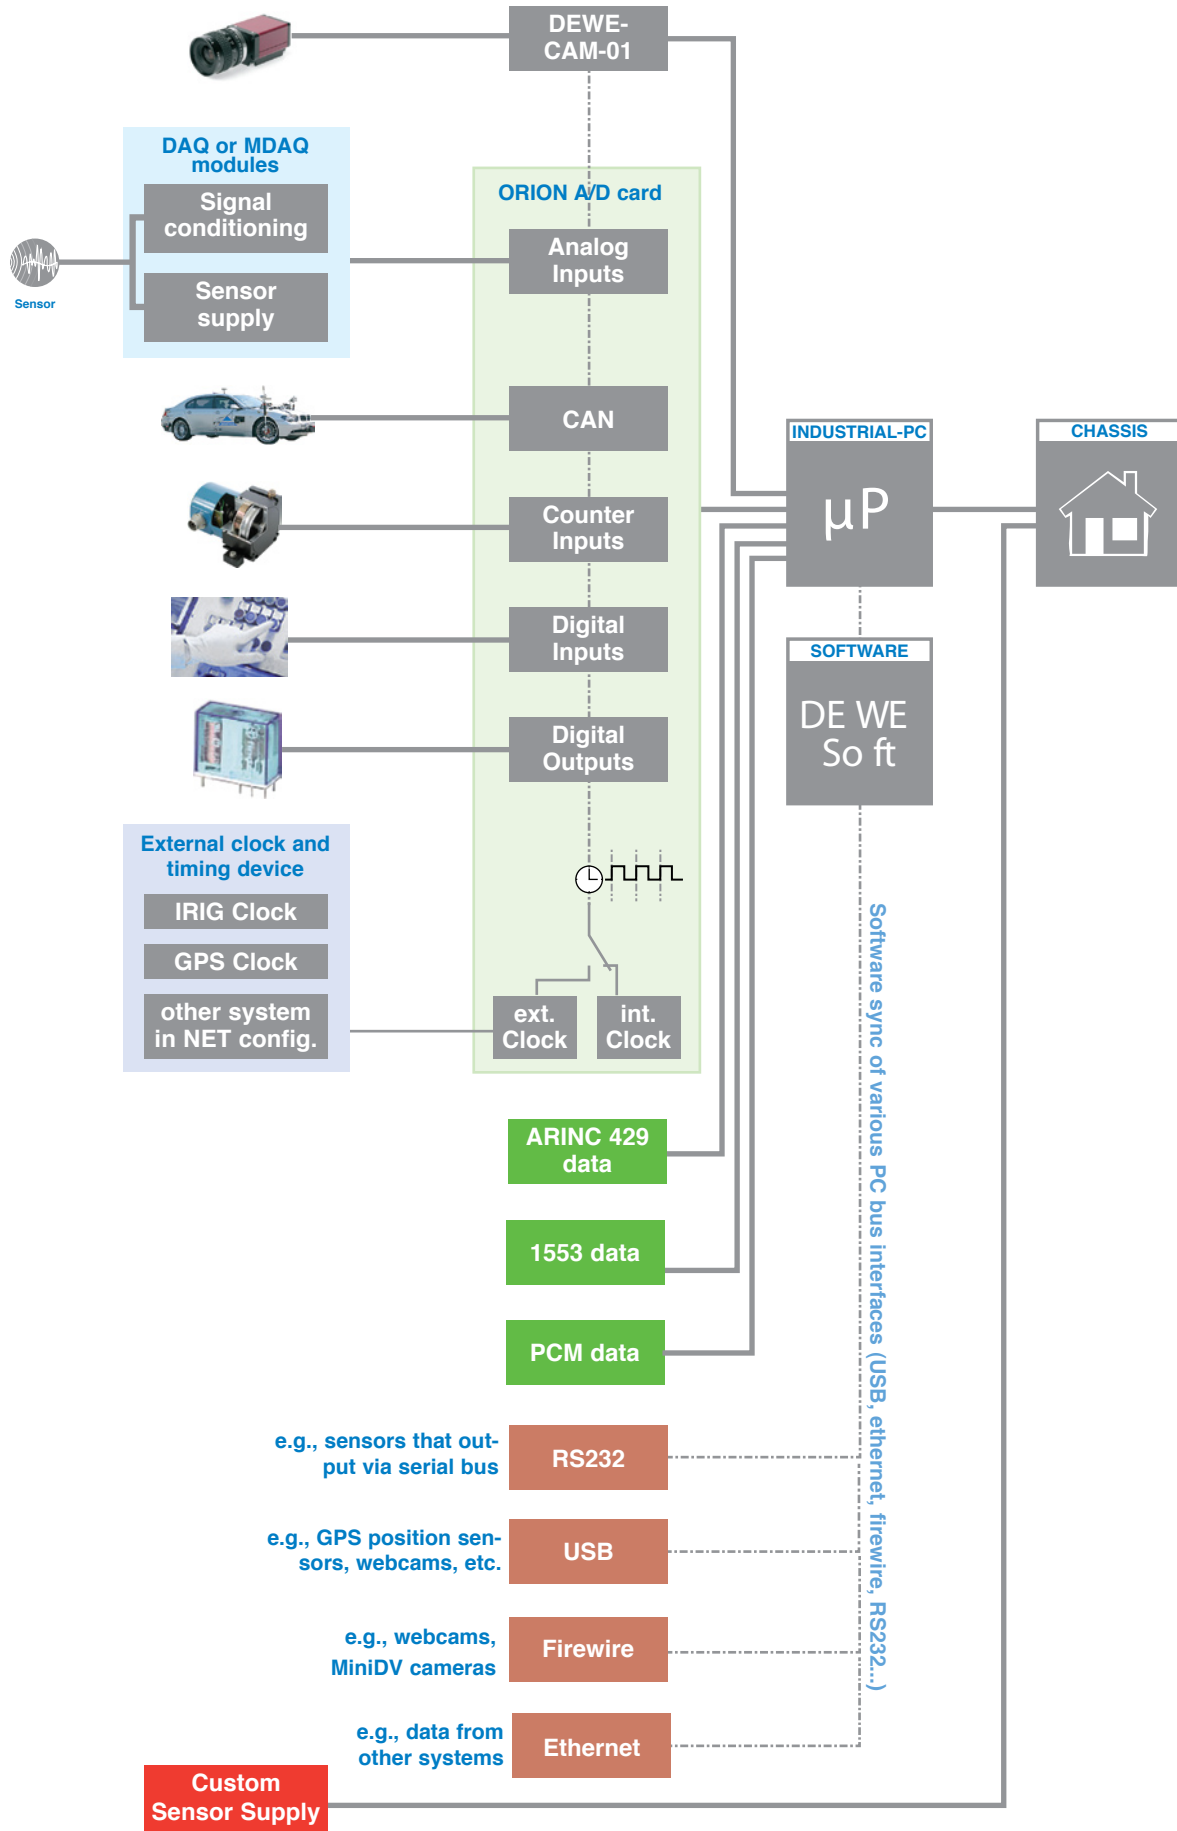 DEWE-
CAM-01
DAQ or MDAQ
modules
Signal
conditioning
Sensor
supply
Sensor
ORION A/D card
Analog
Inputs
CAN
Counter
Inputs
Digital
Inputs
Digital
Outputs
INDUSTRIAL-PC
µP
CHASSIS
SOFTWARE
DE WE
So ft
External clock and
timing device
IRIG Clock
GPS Clock
other system
in NET config.
ext.
Clock
int.
Clock
Software sync of various PC bus interfaces (USB, ethernet, firewire, RS232...)
ARINC 429
data
1553 data
PCM data
e.g., sensors that out-
put via serial bus
RS232
e.g., GPS position sen-
sors, webcams, etc.
USB
e.g., webcams,
MiniDV cameras
Firewire
e.g., data from
other systems
Ethernet
Custom
Sensor Supply